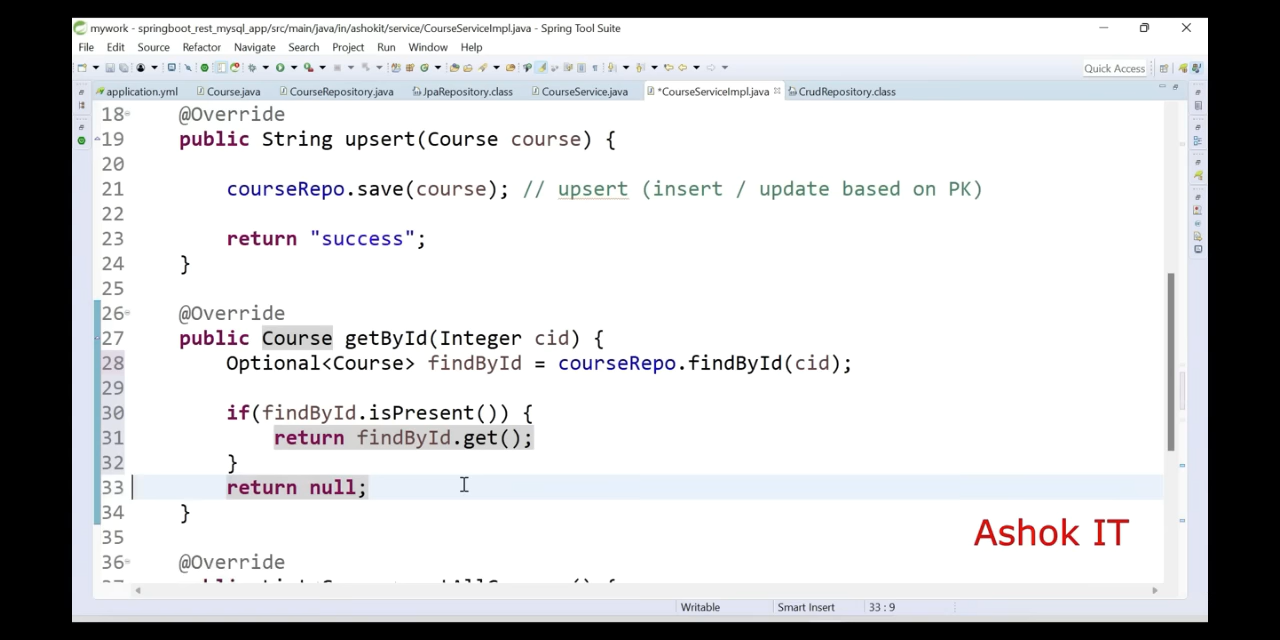 mywork - springboot_rest_mysql_app/src/main/java/in/ashokit/service/CourseServiceImpl.java - Spring Tool Suite
File Edit Source Refactor Navigate Search Project Run Window Help
Quick Access
application.yml Course.java CourseRepository.java JpaRepository.class CourseService.java *CourseServiceImpl.java CrudRepository.class
18 @Override
19 public String upsert(Course course) {
20
21 courseRepo.save(course); // upsert (insert / update based on PK)
22
23 return "success";
24 }
25
26 @Override
27 public Course getById(Integer cid) {
28 Optional<Course> findById = courseRepo.findById(cid);
29
30 if(findById.isPresent()) {
31 return findById.get();
32 }
33 return null;
34 }
35
36 @Override
Ashok IT
Writable Smart Insert 33 : 9